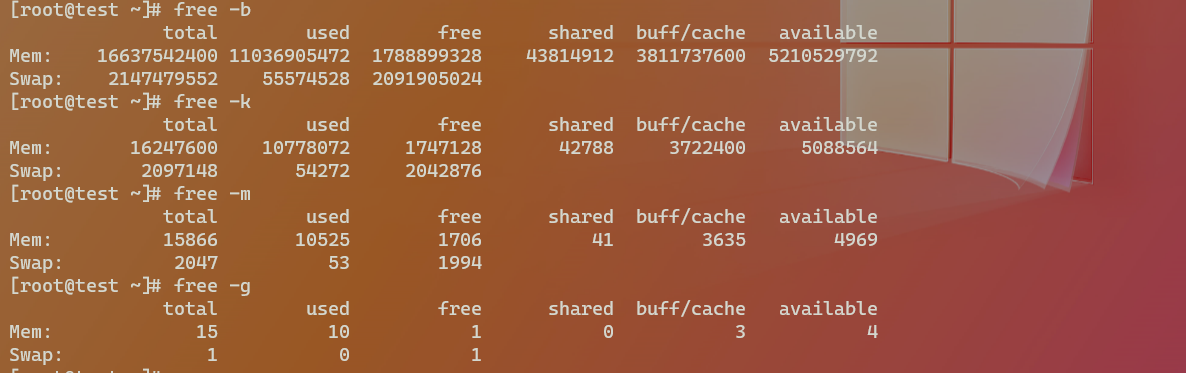 [root@test ~]# free -b
total used free shared buff/cache available
Mem: 16637542400 11036905472 1788899328 43814912 3811737600 5210529792
Swap: 2147479552 55574528 2091905024
[root@test ~]# free -k
total used free shared buff/cache available
Mem: 16247600 10778072 1747128 42788 3722400 5088564
Swap: 2097148 54272 2042876
[root@test ~]# free -m
total used free shared buff/cache available
Mem: 15866 10525 1706 41 3635 4969
Swap: 2047 53 1994
[root@test ~]# free -g
total used free shared buff/cache available
Mem: 15 10 1 0 3 4
Swap: 1 0 1